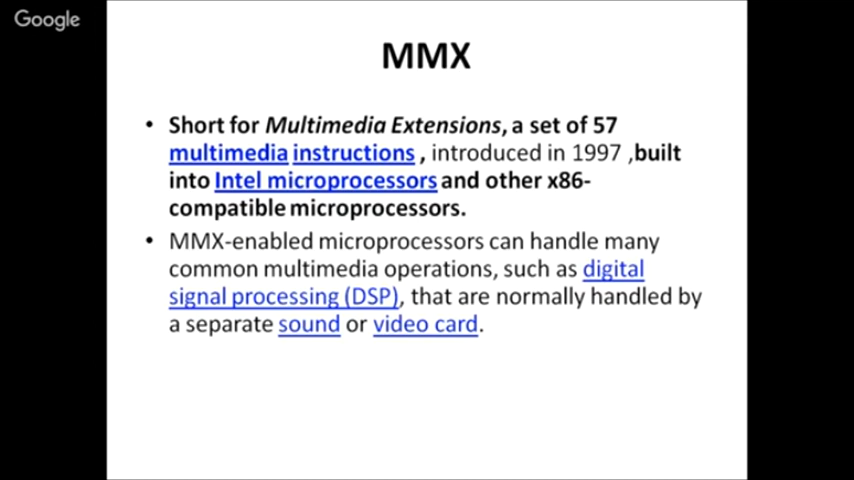 Google
MMX
• Short for Multimedia Extensions, a set of 57
multimedia instructions , introduced in 1997 ,built
into Intel microprocessors and other x86-
compatible microprocessors.
• MMX-enabled microprocessors can handle many
common multimedia operations, such as digital
signal processing (DSP), that are normally handled by
a separate sound or video card.